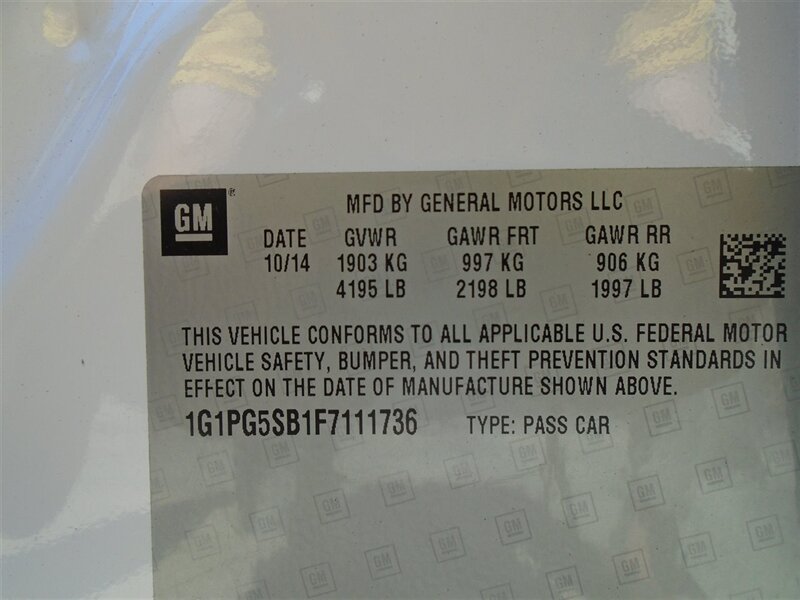 GM ® MFD BY GENERAL MOTORS LLC
DATE GVWR GAWR FRT GAWR RR
10/14 1903 KG 997 KG 906 KG
4195 LB 2198 LB 1997 LB
THIS VEHICLE CONFORMS TO ALL APPLICABLE U.S. FEDERAL MOTOR
VEHICLE SAFETY, BUMPER, AND THEFT PREVENTION STANDARDS IN
EFFECT ON THE DATE OF MANUFACTURE SHOWN ABOVE.
1G1PG5SB1F7111736 TYPE: PASS CAR